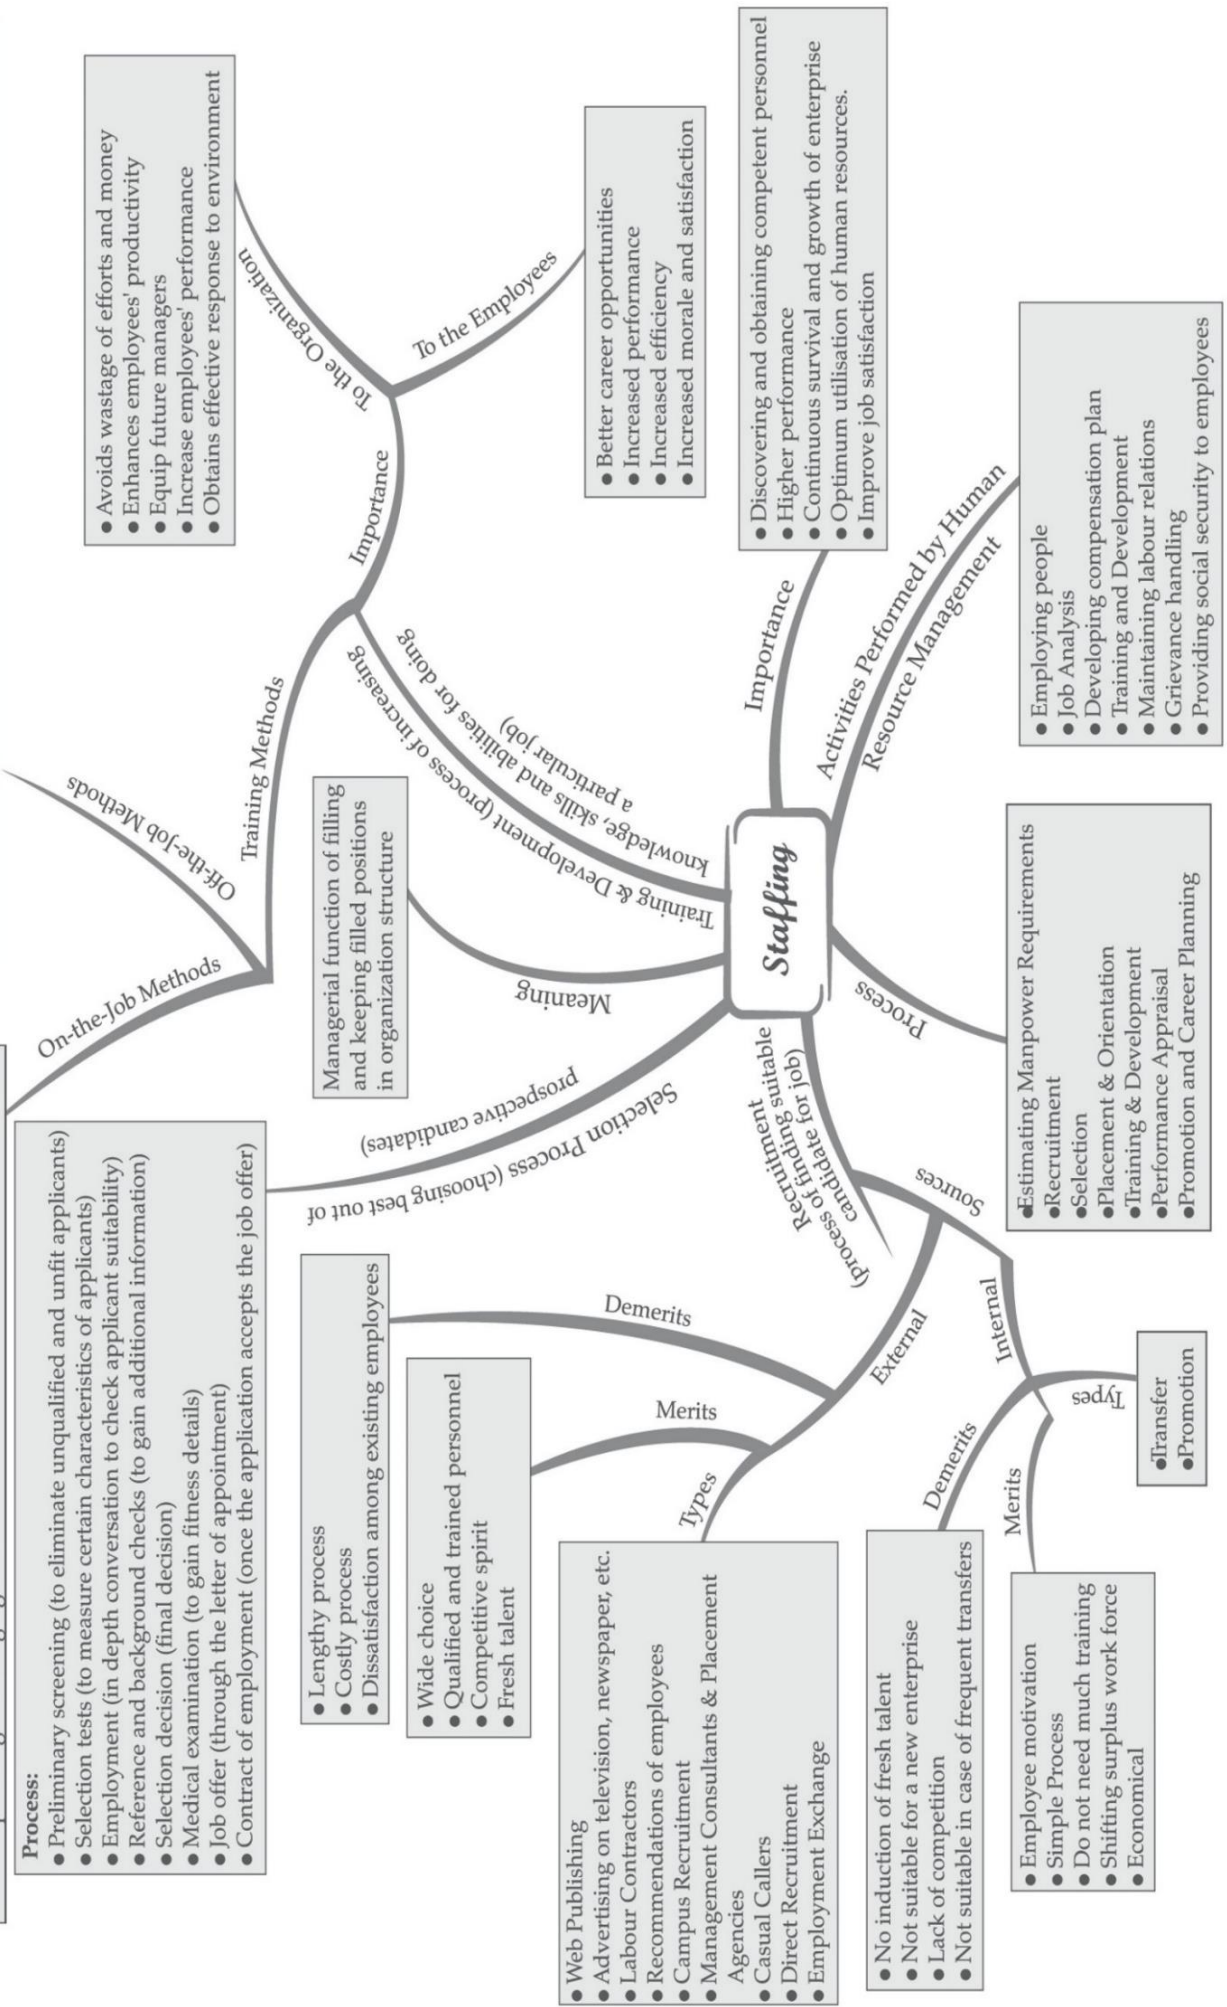 Staffing
Importance
● Discovering and obtaining competent personnel
● Higher performance
● Continuous survival and growth of enterprise
● Optimum utilisation of human resources.
● Improve job satisfaction
Activities Performed by Human
Resource Management
● Employing people
● Job Analysis
● Developing compensation plan
● Training and Development
● Maintaining labour relations
● Grievance handling
● Providing social security to employees
Process
●Estimating Manpower Requirements
●Recruitment
●Selection
●Placement & Orientation
●Training & Development
●Performance Appraisal
●Promotion and Career Planning
Recruitment
(process of finding suitable
candidate for job)
Sources
Internal
Types
●Transfer
●Promotion
Merits
● Employee motivation
● Simple Process
● Do not need much training
● Shifting surplus work force
● Economical
Demerits
● No induction of fresh talent
● Not suitable for a new enterprise
● Lack of competition
● Not suitable in case of frequent transfers
External
Types
● Web Publishing
● Advertising on television, newspaper, etc.
● Labour Contractors
● Recommendations of employees
● Campus Recruitment
● Management Consultants & Placement
Agencies
● Casual Callers
● Direct Recruitment
● Employment Exchange
Merits
● Wide choice
● Qualified and trained personnel
● Competitive spirit
● Fresh talent
Demerits
● Lengthy process
● Costly process
● Dissatisfaction among existing employees
Selection Process (choosing best out of
prospective candidates)
Process:
● Preliminary screening (to eliminate unqualified and unfit applicants)
● Selection tests (to measure certain characteristics of applicants)
● Employment (in depth conversation to check applicant suitability)
● Reference and background checks (to gain additional information)
● Selection decision (final decision)
● Medical examination (to gain fitness details)
● Job offer (through the letter of appointment)
● Contract of employment (once the application accepts the job offer)
Meaning
Managerial function of filling
and keeping filled positions
in organization structure
Training & Development (process of increasing
knowledge, skills and abilities for doing
a particular job)
Training Methods
On-the-Job Methods
Off-the-Job Methods
Importance
To the Organization
● Avoids wastage of efforts and money
● Enhances employees' productivity
● Equip future managers
● Increase employees' performance
● Obtains effective response to environment
To the Employees
● Better career opportunities
● Increased performance
● Increased efficiency
● Increased morale and satisfaction